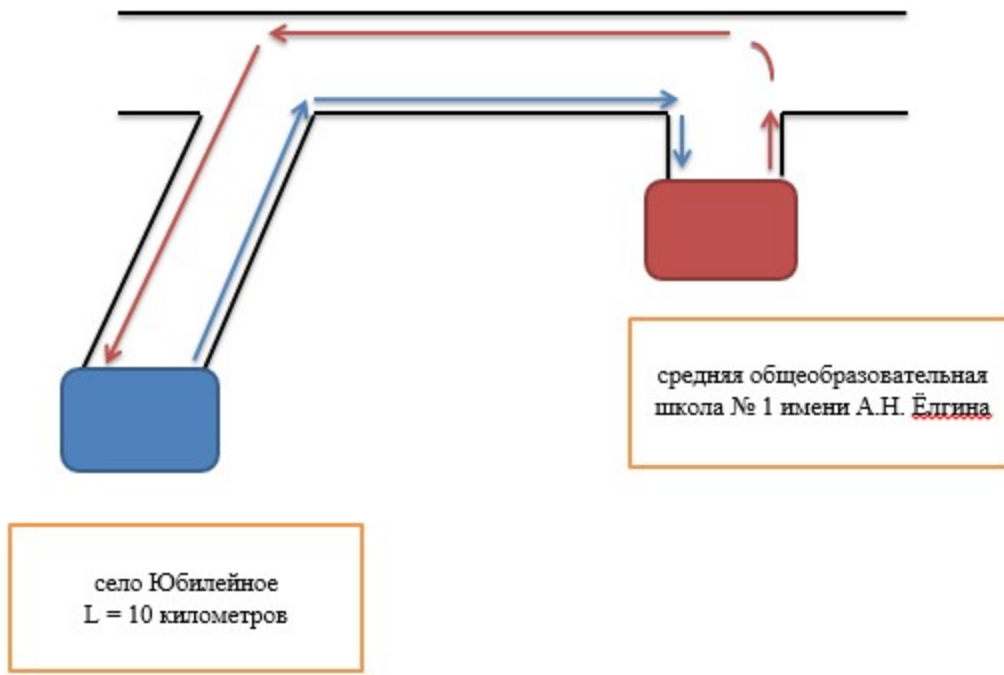 средняя общеобразовательная
школа № 1 имени А.Н. Ёлгина
село Юбилейное
L = 10 километров